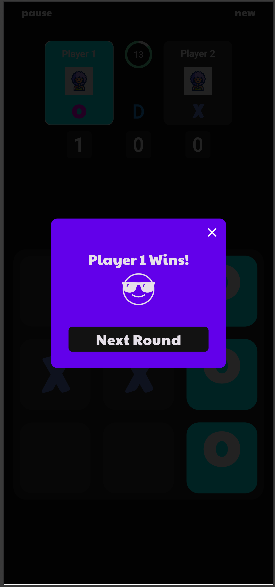 pause new
Player 1 13 Player 2
O D X
1 0 0
Player 1 Wins!
Next Round
O
X X O
O